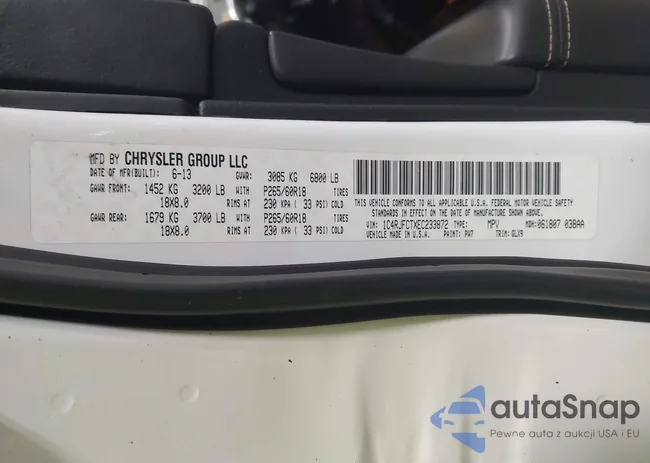 MFD BY CHRYSLER GROUP LLC
DATE OF MFR(BUILT): 6-13 GVWR: 3085 KG 6800 LB
GAWR FRONT: 1452 KG 3200 LB WITH P265/60R18 TIRES
18X8.0 RIMS AT 230 KPA ( 33 PSI) COLD
GAWR REAR: 1679 KG 3700 LB WITH P265/60R18 TIRES
18X8.0 RIMS AT 230 KPA ( 33 PSI) COLD
THIS VEHICLE CONFORMS TO ALL APPLICABLE U.S.A. FEDERAL MOTOR VEHICLE SAFETY
STANDARDS IN EFFECT ON THE DATE OF MANUFACTURE SHOWN ABOVE.
VIN: 1C4RJFCTXEC233872 TYPE: MPV MDH: 061807 038AA
VEHICLE MADE IN U.S.A. PAINT: PW7 TRIM: GLX9
autaSnap
Pewne auta z aukcji USA i EU